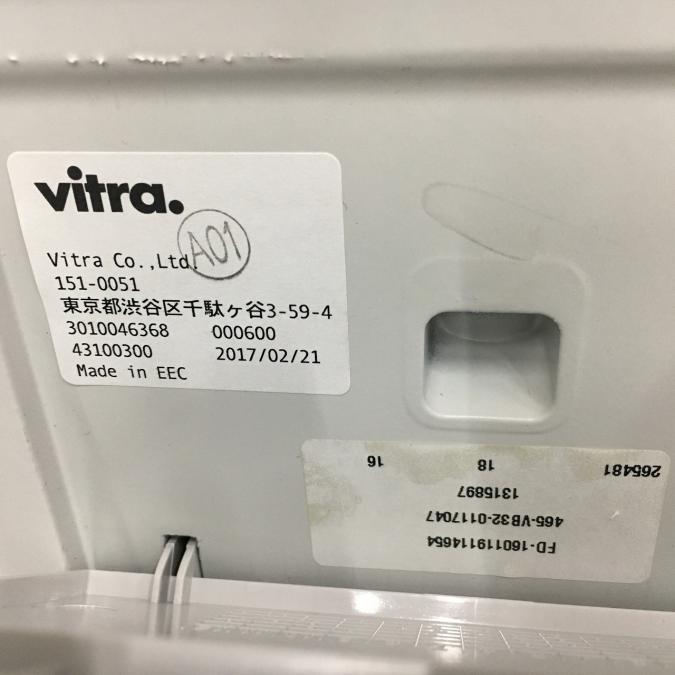 vitra.
A01
Vitra Co.,Ltd.
151-0051
東京都渋谷区千駄ヶ谷3-59-4
3010046368 000600
43100300 2017/02/21
Made in EEC
FD-160119114654
465-VB32-0117047
1315897
265481 18 16